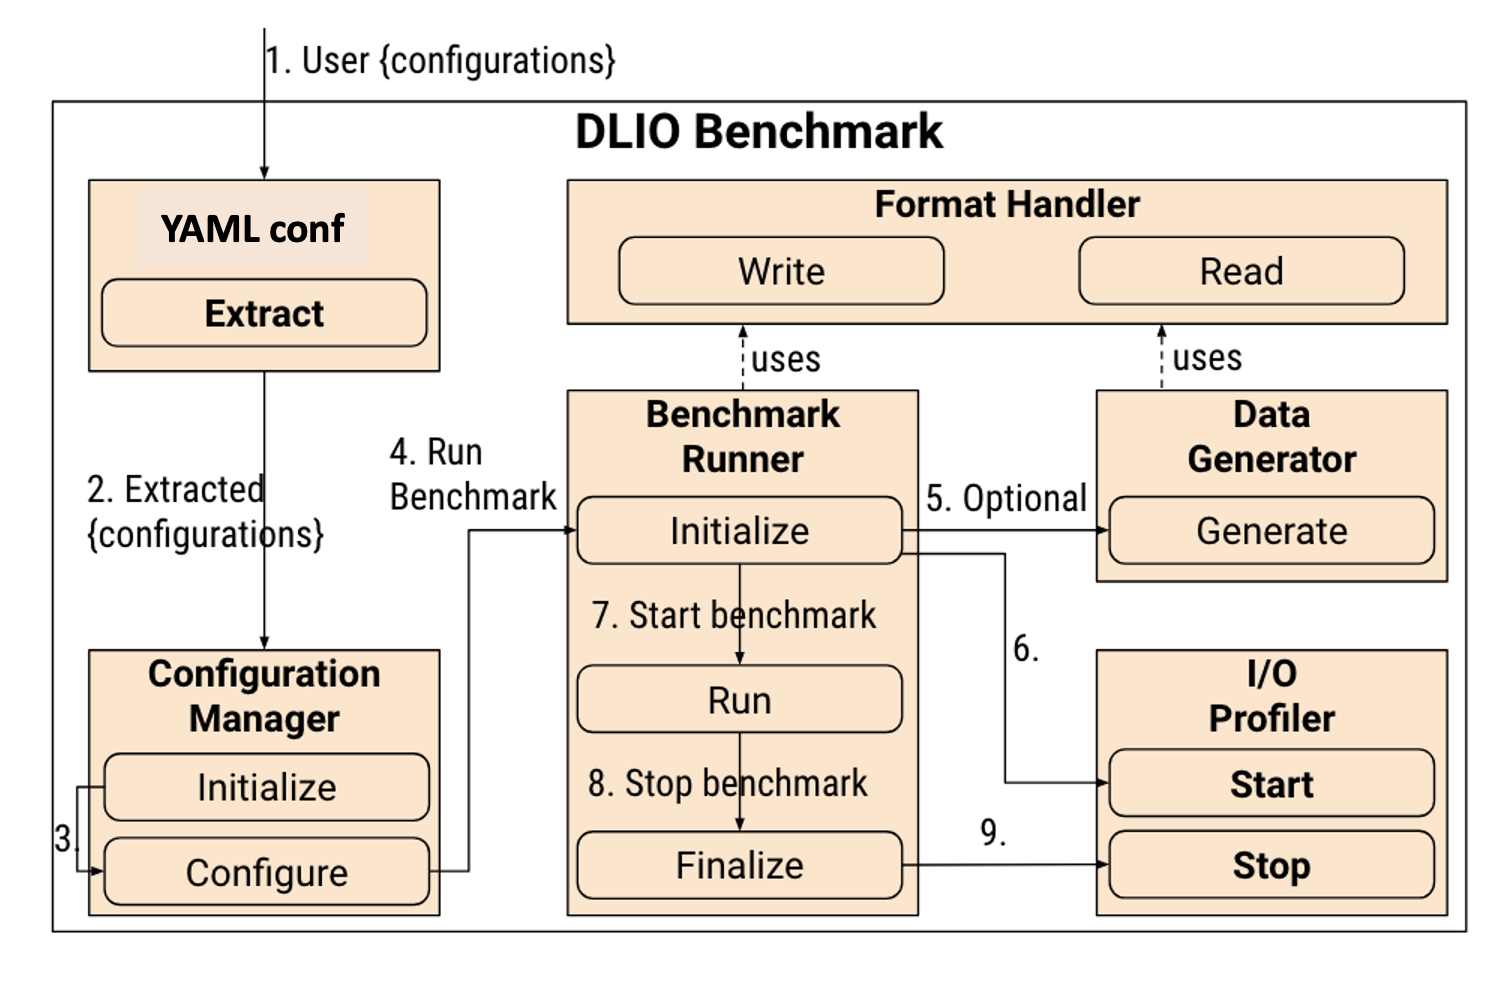 1. User {configurations}
DLIO Benchmark
YAML conf
Extract
Format Handler
Write
Read
uses
uses
2. Extracted
{configurations}
4. Run
Benchmark
Benchmark
Runner
Initialize
7. Start benchmark
Run
8. Stop benchmark
Finalize
5. Optional
Data
Generator
Generate
6.
Configuration
Manager
Initialize
3.
Configure
I/O
Profiler
Start
9.
Stop